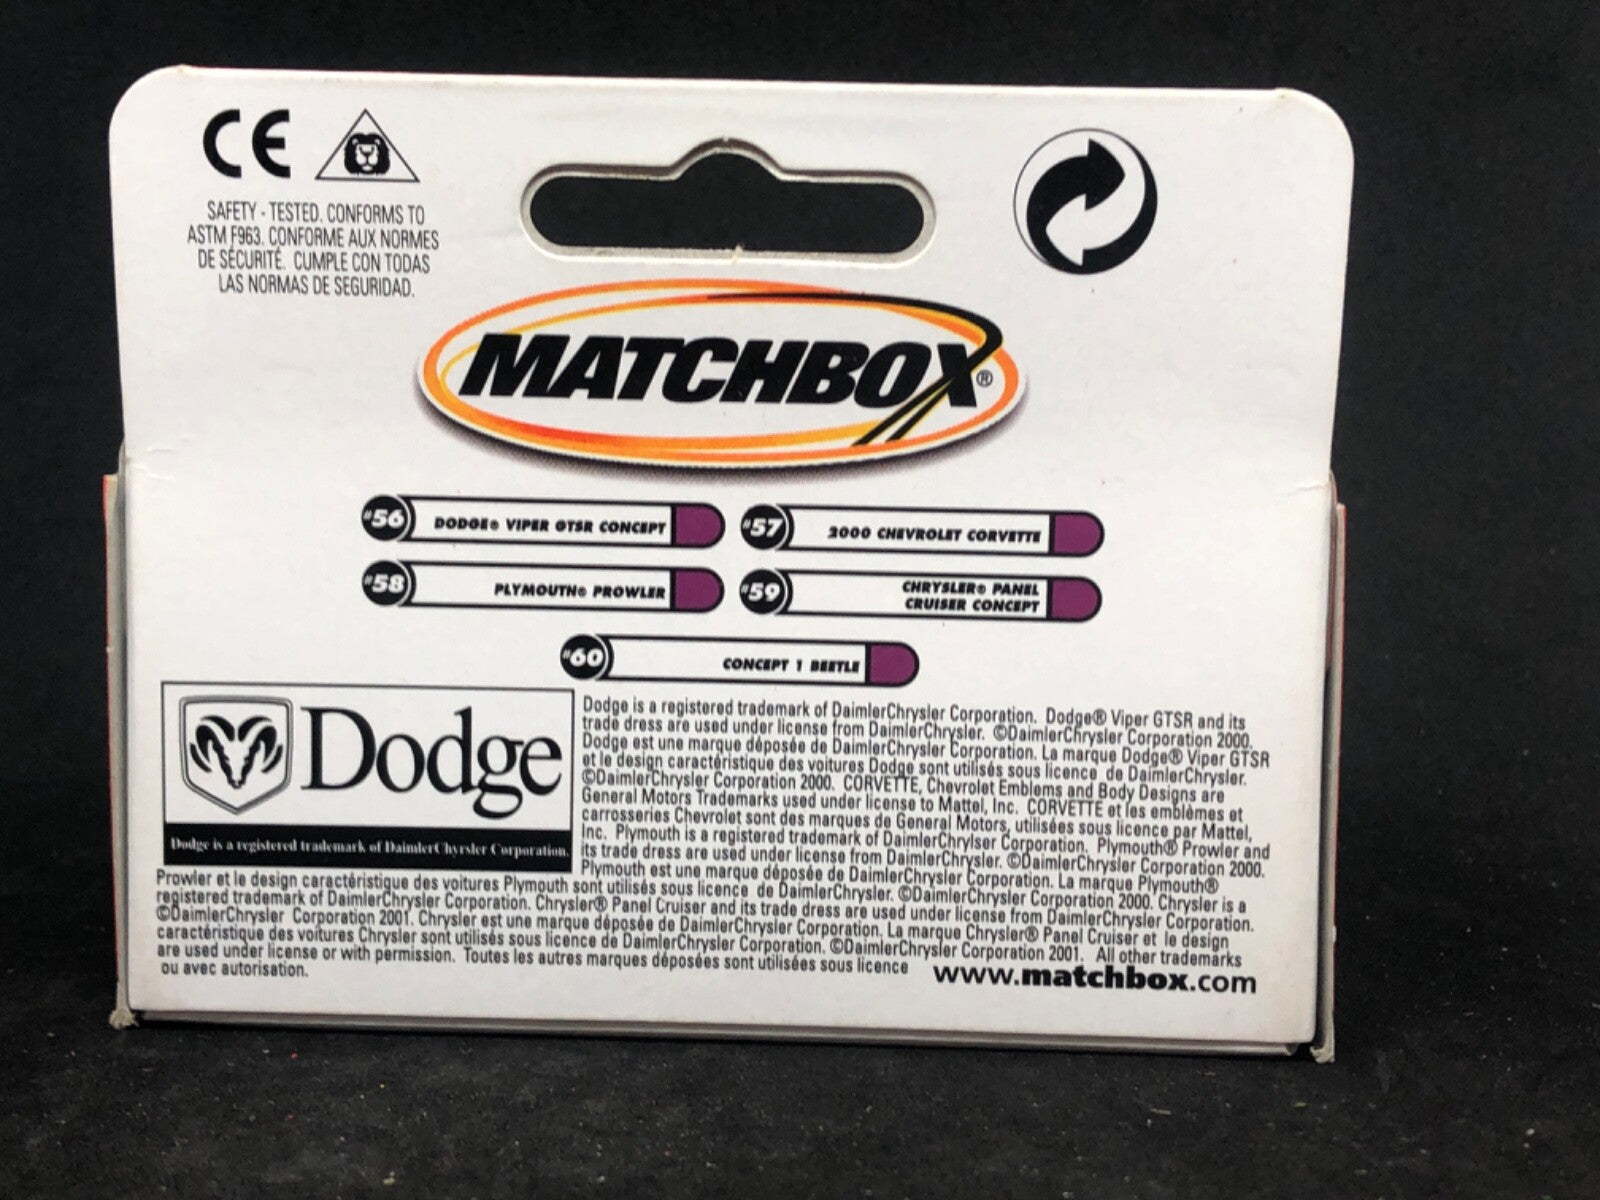 CE
SAFETY - TESTED. CONFORMS TO
ASTM F963. CONFORME AUX NORMES
DE SÉCURITÉ. CUMPLE CON TODAS
LAS NORMAS DE SEGURIDAD.
MATCHBOX®
#56 DODGE® VIPER GTSR CONCEPT
#57 2000 CHEVROLET CORVETTE
#58 PLYMOUTH® PROWLER
#59 CHRYSLER® PANEL
CRUISER CONCEPT
#60 CONCEPT 1 BEETLE
Dodge
Dodge is a registered trademark of DaimlerChyrsler Corporation.
Dodge is a registered trademark of DaimlerChrysler Corporation. Dodge® Viper GTSR and its
trade dress are used under license from DaimlerChrysler. ©DaimlerChrysler Corporation 2000.
Dodge est une marque déposée de DaimlerChrysler Corporation. La marque Dodge® Viper GTSR
et le design caractéristique des voitures Dodge sont utilisés sous licence de DaimlerChrysler.
©DaimlerChrysler Corporation 2000. CORVETTE, Chevrolet Emblems and Body Designs are
General Motors Trademarks used under license to Mattel, Inc. CORVETTE et les emblèmes et
carrosseries Chevrolet sont des marques de General Motors, utilisées sous licence par Mattel,
Inc. Plymouth is a registered trademark of DaimlerChrylser Corporation. Plymouth® Prowler and
its trade dress are used under license from DaimlerChrysler. ©DaimlerChrysler Corporation 2000.
Plymouth est une marque déposée de DaimlerChrysler Corporation. La marque Plymouth®
Prowler et le design caractéristique des voitures Plymouth sont utilisés sous licence de DaimlerChrysler. ©DaimlerChrysler Corporation 2000. Chrysler is a
registered trademark of DaimlerChrysler Corporation. Chrysler® Panel Cruiser and its trade dress are used under license from DaimlerChrysler Corporation.
©DaimlerChrysler Corporation 2001. Chrysler est une marque déposée de DaimlerChrysler Corporation. La marque Chrysler® Panel Cruiser et le design
caractéristique des voitures Chrysler sont utilisés sous licence de DaimlerChrysler Corporation. ©DaimlerChrysler Corporation 2001. All other trademarks
are used under license or with permission. Toutes les autres marques déposées sont utilisées sous licence
ou avec autorisation.
www.matchbox.com